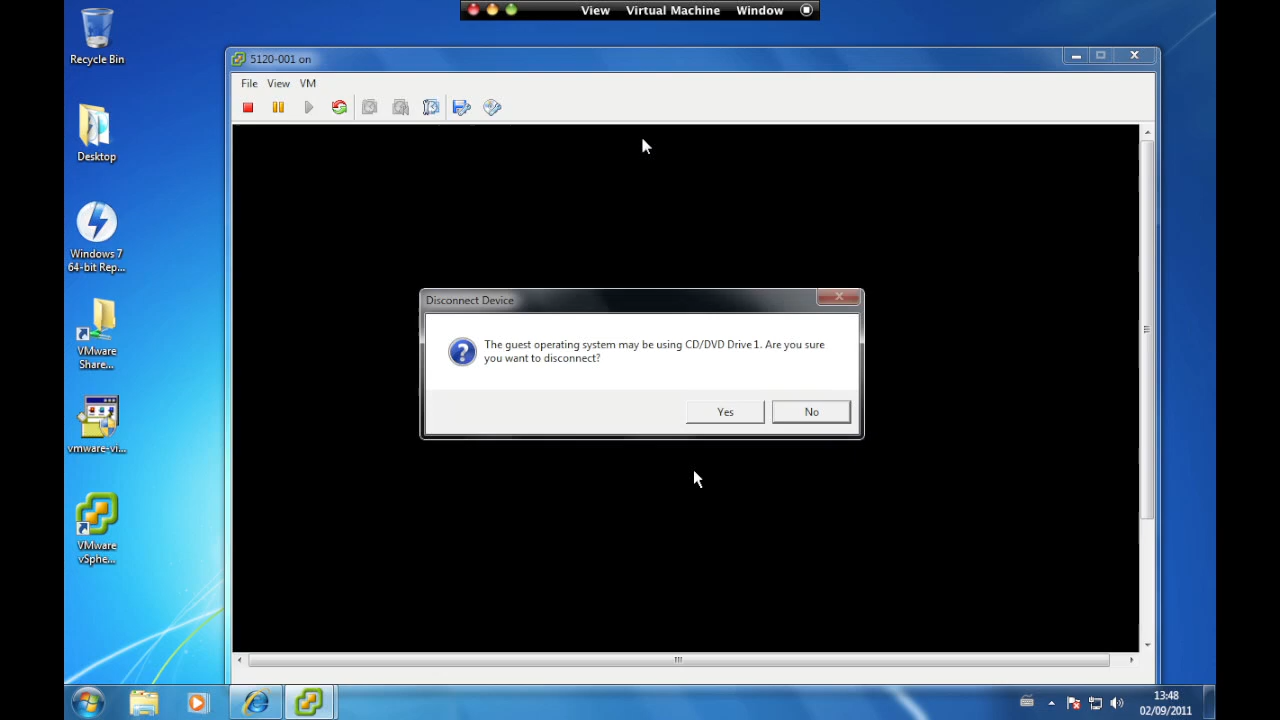 View Virtual Machine Window
Recycle Bin
Desktop
Windows 7
64-bit Rep...
VMware
Share...
vmware-vi...
VMware
vSphe...
5120-001 on
File View VM
Disconnect Device
The guest operating system may be using CD/DVD Drive 1. Are you sure
you want to disconnect?
Yes No
13:48
02/09/2011